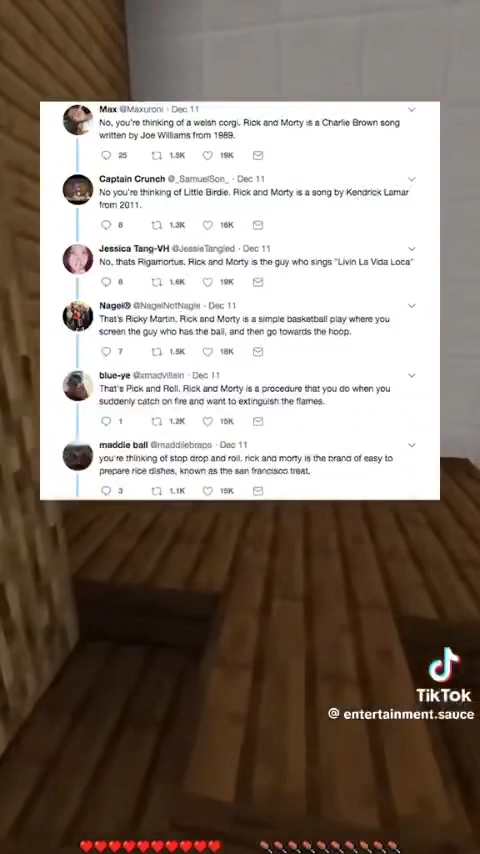 Max @Maxuroni · Dec 11
No, you're thinking of a welsh corgi. Rick and Morty is a Charlie Brown song
written by Joe Williams from 1989.
25 1.5K 19K
Captain Crunch @_SamuelSon_ · Dec 11
No you're thinking of Little Birdie. Rick and Morty is a song by Kendrick Lamar
from 2011.
8 1.3K 16K
Jessica Tang-VH @JessieTangled · Dec 11
No, thats Rigamortus. Rick and Morty is the guy who sings "Livin La Vida Loca"
8 1.6K 19K
Nagel® @NagelNotNagle · Dec 11
That's Ricky Martin. Rick and Morty is a simple basketball play where you
screen the guy who has the ball, and then go towards the hoop.
7 1.5K 18K
blue-ye @xmadvillain · Dec 11
That's Pick and Roll. Rick and Morty is a procedure that you do when you
suddenly catch on fire and want to extinguish the flames.
1 1.2K 15K
maddie ball @maddiebraps · Dec 11
you're thinking of stop drop and roll. rick and morty is the brand of easy to
prepare rice dishes, known as the san francisco treat.
3 1.1K 15K
TikTok
@ entertainment.sauce